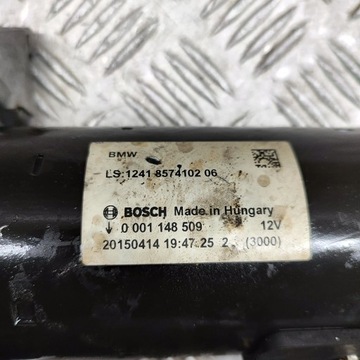 BMW
LS:1241 8574102 06
BOSCH Made in Hungary
↓ 0 001 148 509 12V
20150414 19:47:25 2 (3000)